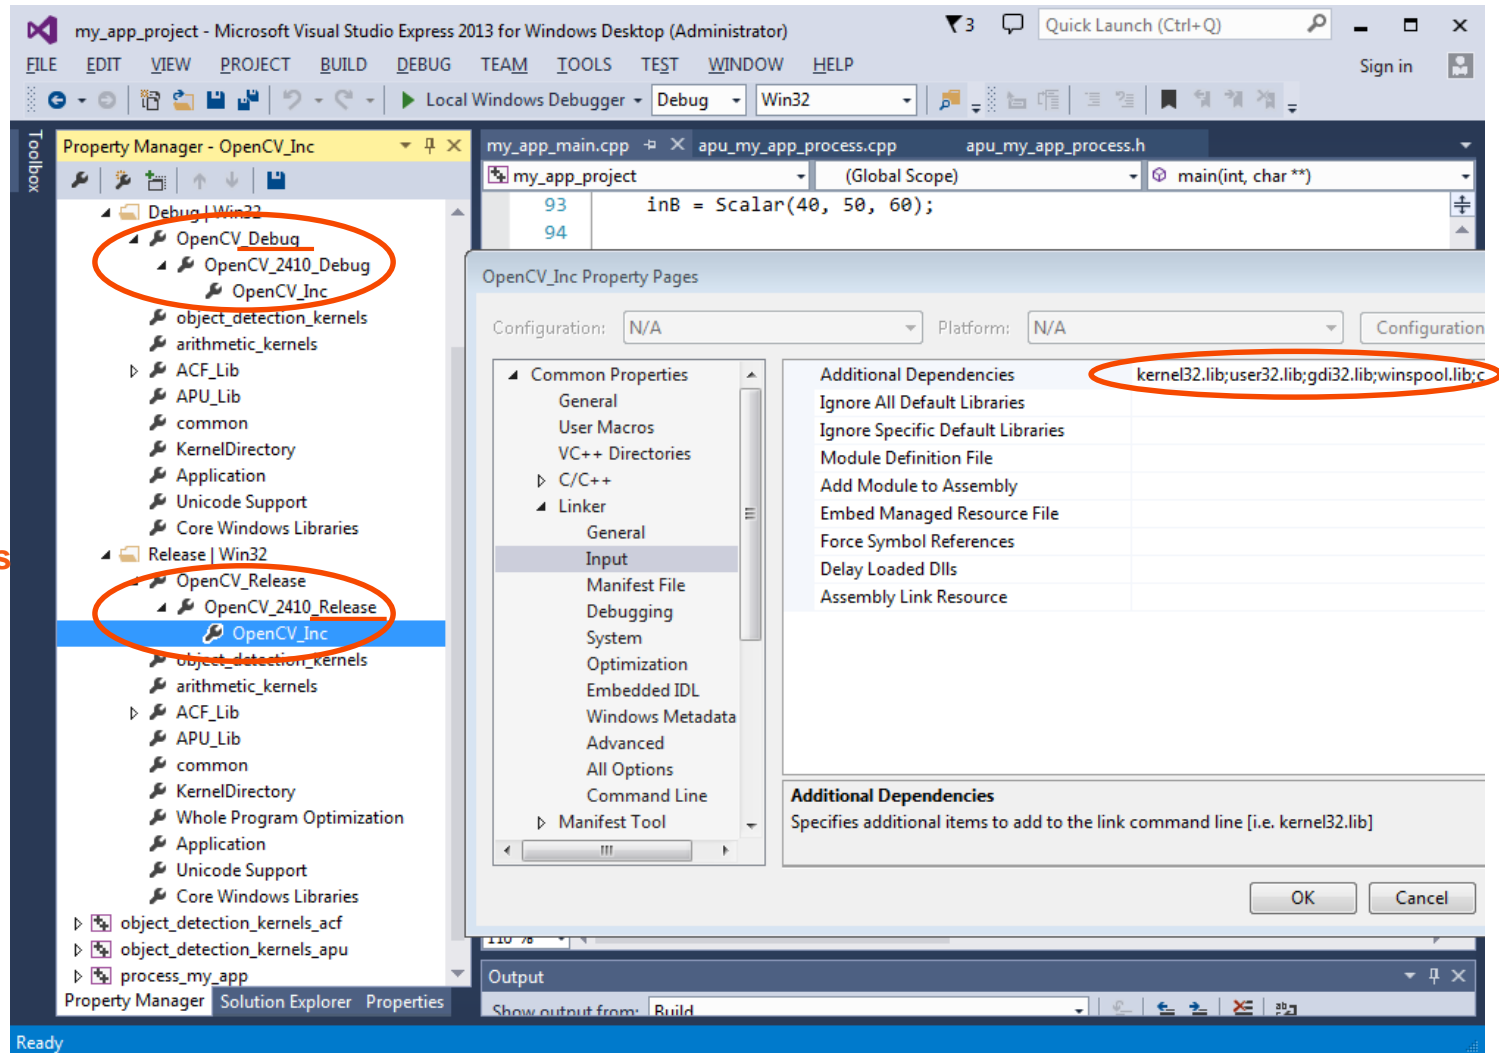 my_app_project - Microsoft Visual Studio Express 2013 for Windows Desktop (Administrator)
3
Quick Launch (Ctrl+Q)
FILE EDIT VIEW PROJECT BUILD DEBUG TEAM TOOLS TEST WINDOW HELP
Sign in
Local Windows Debugger Debug Win32
Toolbox
Property Manager - OpenCV_Inc
Debug | Win32
OpenCV_Debug
OpenCV_2410_Debug
OpenCV_Inc
object_detection_kernels
arithmetic_kernels
ACF_Lib
APU_Lib
common
KernelDirectory
Application
Unicode Support
Core Windows Libraries
s
Release | Win32
OpenCV_Release
OpenCV_2410_Release
OpenCV_Inc
object_detection_kernels
arithmetic_kernels
ACF_Lib
APU_Lib
common
KernelDirectory
Whole Program Optimization
Application
Unicode Support
Core Windows Libraries
object_detection_kernels_acf
object_detection_kernels_apu
process_my_app
Property Manager Solution Explorer Properties
my_app_main.cpp apu_my_app_process.cpp apu_my_app_process.h
my_app_project (Global Scope) main(int, char **)
93 inB = Scalar(40, 50, 60);
94
OpenCV_Inc Property Pages
Configuration: N/A Platform: N/A Configuration
Common Properties
General
User Macros
VC++ Directories
C/C++
Linker
General
Input
Manifest File
Debugging
System
Optimization
Embedded IDL
Windows Metadata
Advanced
All Options
Command Line
Manifest Tool
Additional Dependencies kernel32.lib;user32.lib;gdi32.lib;winspool.lib;c
Ignore All Default Libraries
Ignore Specific Default Libraries
Module Definition File
Add Module to Assembly
Embed Managed Resource File
Force Symbol References
Delay Loaded Dlls
Assembly Link Resource
Additional Dependencies
Specifies additional items to add to the link command line [i.e. kernel32.lib]
OK Cancel
110 %
Output
Show output from: Build
Ready